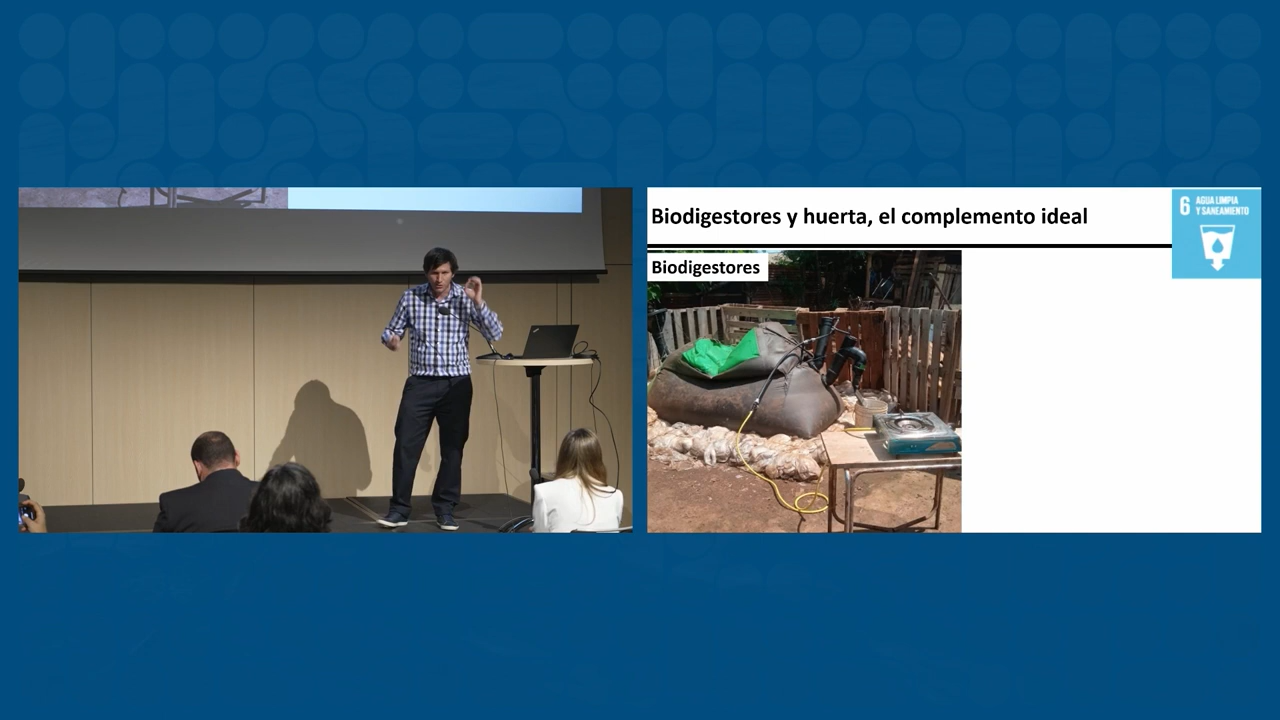 Biodigestores y huerta, el complemento ideal
6 AGUA LIMPIA
Y SANEAMIENTO
Biodigestores